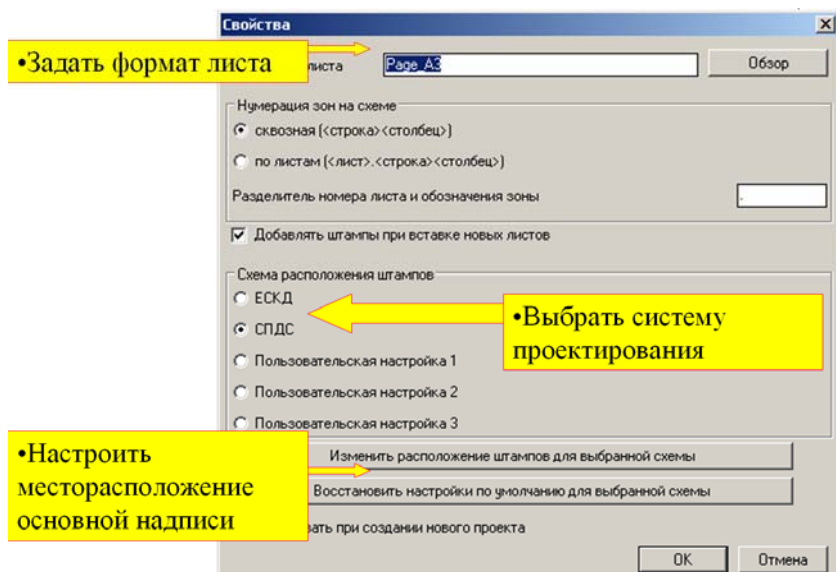 Свойства
•Задать формат листа
листа
Page_A3
Обзор
Нумерация зон на схеме
сквозная (<строка><столбец>)
по листам (<лист>.<строка><столбец>)
Разделитель номера листа и обозначения зоны
.
Добавлять штампы при вставке новых листов
Схема расположения штампов
ЕСКД
СПДС
•Выбрать систему
проектирования
Пользовательская настройка 1
Пользовательская настройка 2
Пользовательская настройка 3
•Настроить
месторасположение
основной надписи
Изменить расположение штампов для выбранной схемы
Восстановить настройки по умолчанию для выбранной схемы
вать при создании нового проекта
OK
Отмена